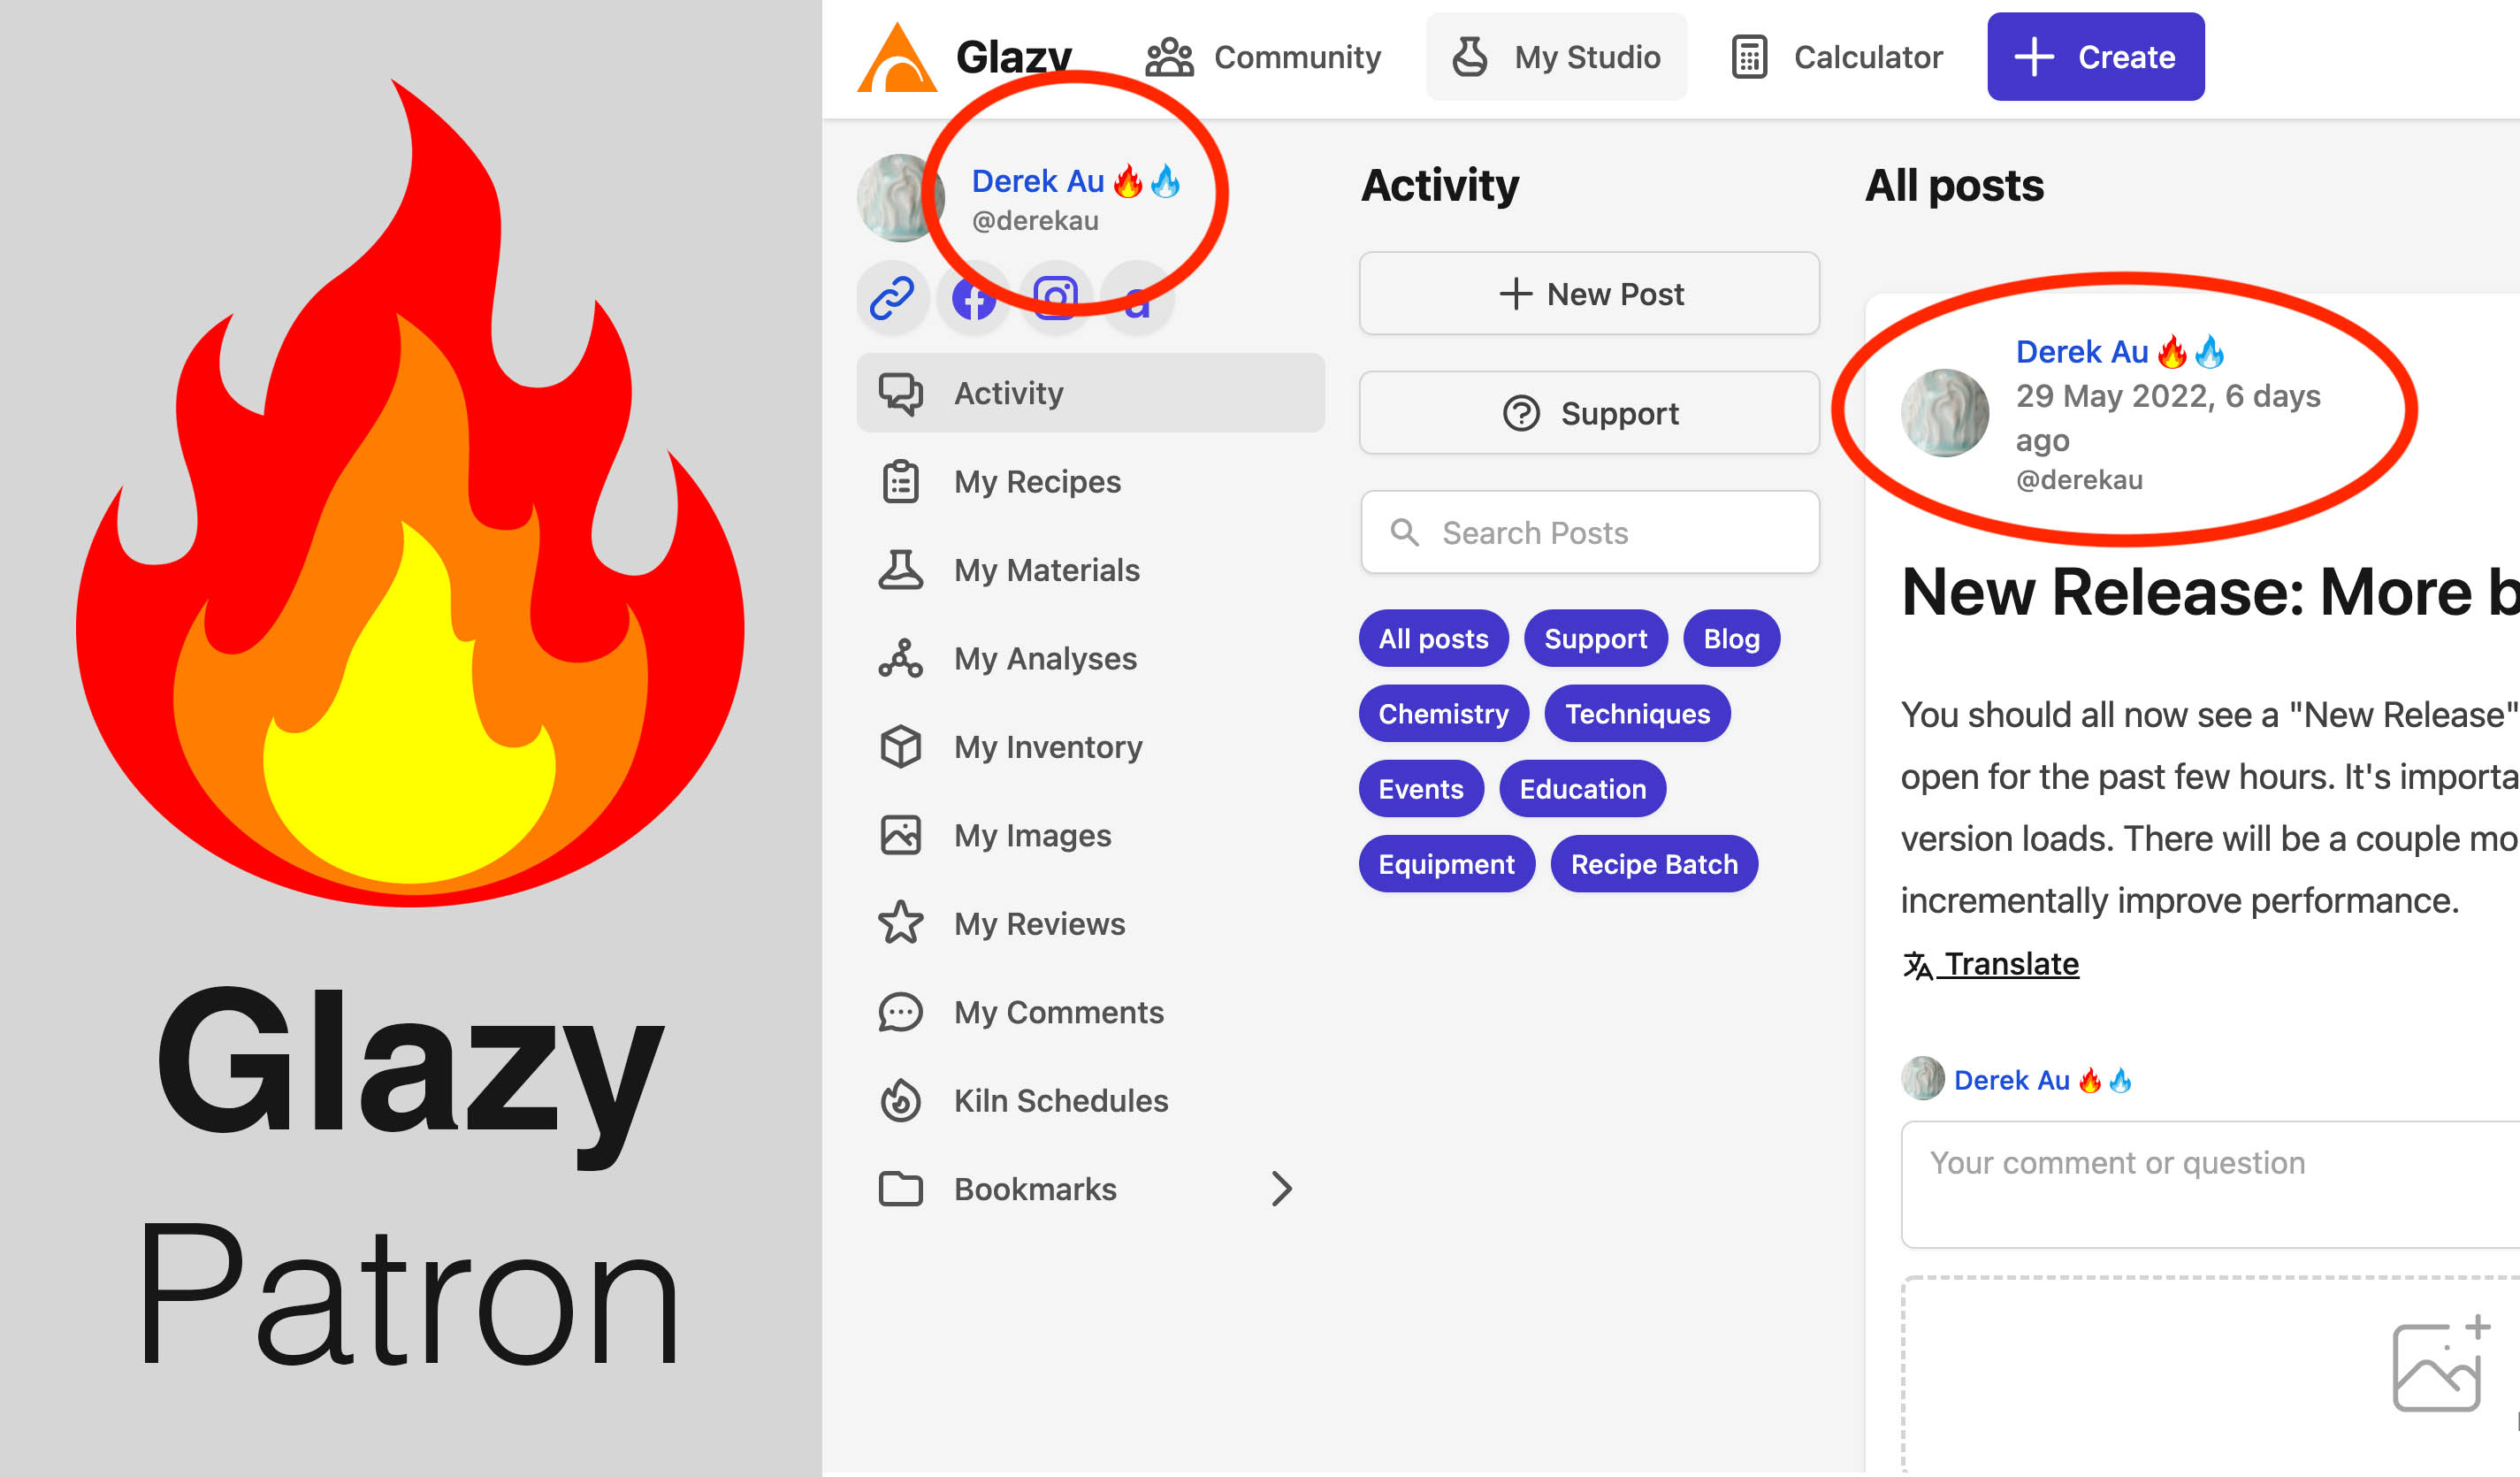 Glazy
Patron
Glazy
Community
My Studio
Calculator
Create
Derek Au
@derekau
Activity
My Recipes
My Materials
My Analyses
My Inventory
My Images
My Reviews
My Comments
Kiln Schedules
Bookmarks
Activity
New Post
Support
Search Posts
All posts Support Blog
Chemistry Techniques
Events Education
Equipment Recipe Batch
All posts
Derek Au
29 May 2022, 6 days
ago
@derekau
New Release: More
You should all now see a "New Release"
open for the past few hours. It's
version loads. There will be a couple
incrementally improve performance.
Translate
Derek Au
Your comment or question